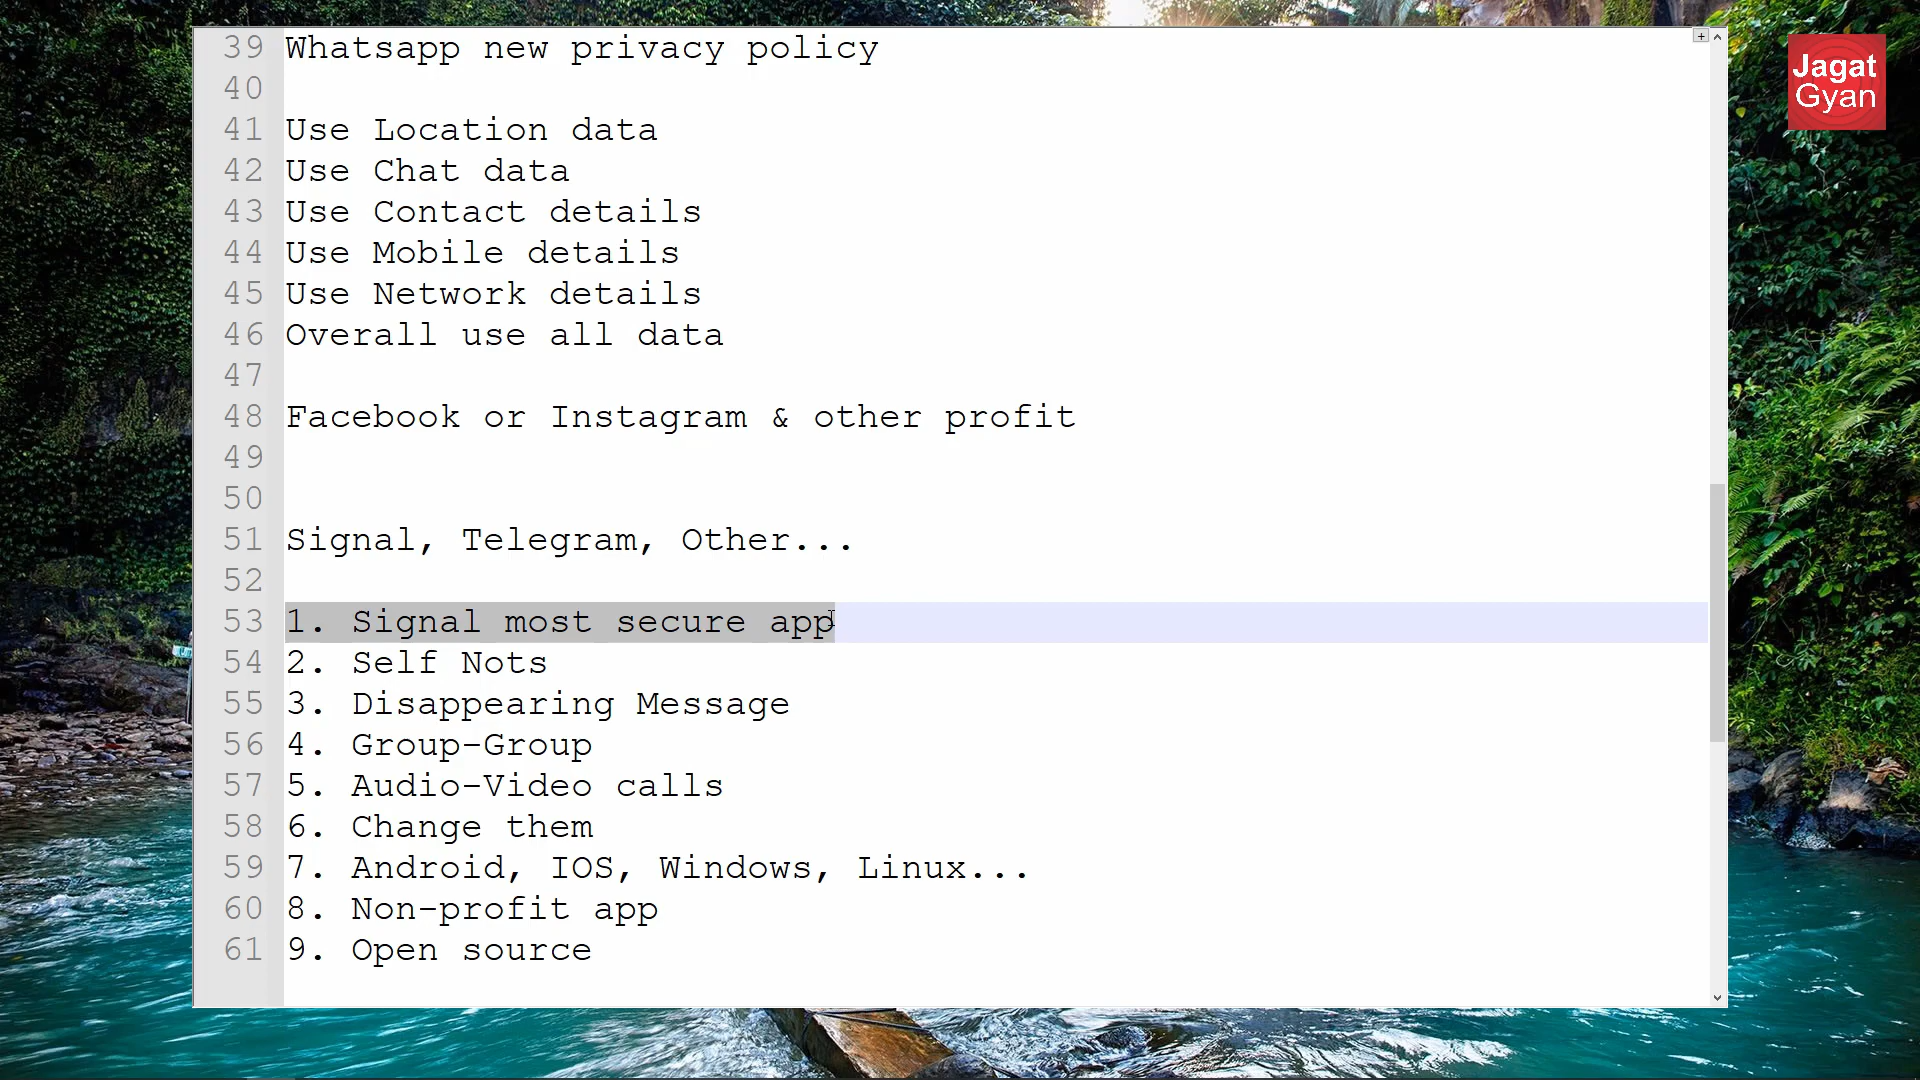 39 Whatsapp new privacy policy
40
41 Use Location data
42 Use Chat data
43 Use Contact details
44 Use Mobile details
45 Use Network details
46 Overall use all data
47
48 Facebook or Instagram & other profit
49
50
51 Signal, Telegram, Other...
52
53 1. Signal most secure app
54 2. Self Nots
55 3. Disappearing Message
56 4. Group-Group
57 5. Audio-Video calls
58 6. Change them
59 7. Android, IOS, Windows, Linux...
60 8. Non-profit app
61 9. Open source
Jagat
Gyan